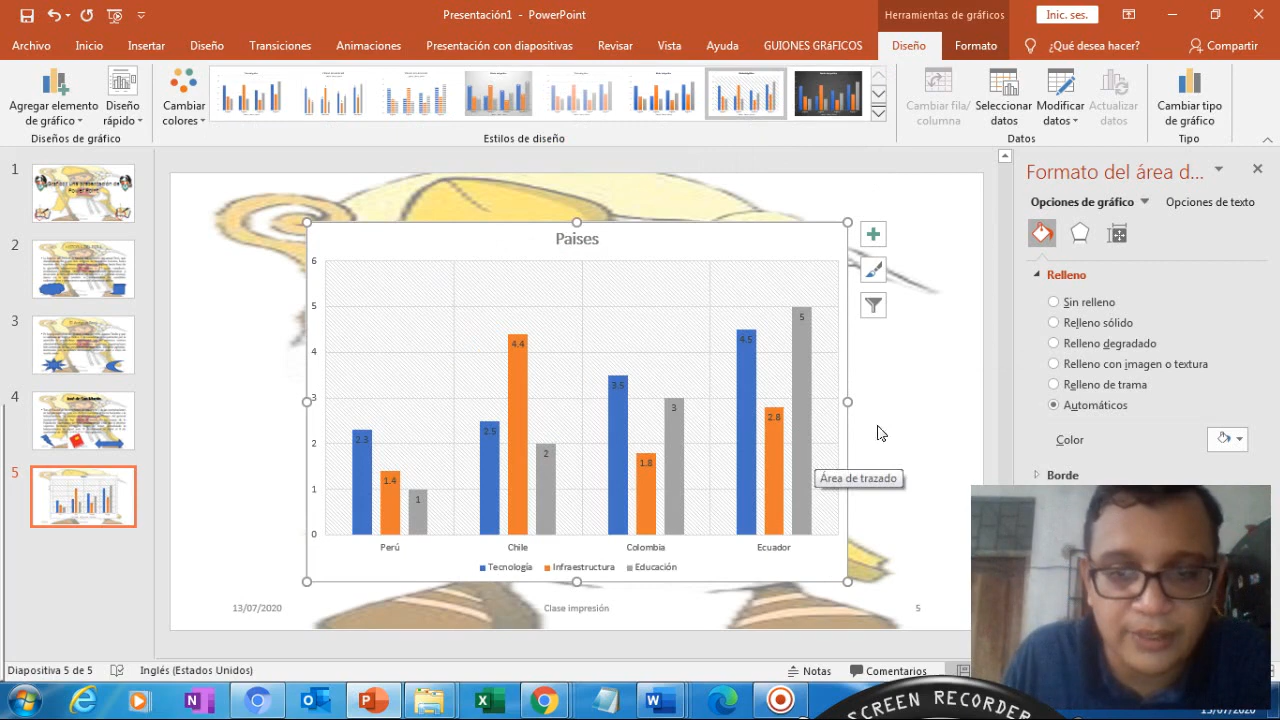 Presentación1 - PowerPoint
Herramientas de gráficos
Inic. ses.
Archivo Inicio Insertar Diseño Transiciones Animaciones Presentación con diapositivas Revisar Vista Ayuda GUIONES GRáFICOS Diseño Formato ¿Qué desea hacer? Compartir
Agregar elemento de gráfico
Diseño rápido
Cambiar colores
Cambiar fila/ columna
Seleccionar datos
Modificar datos
Actualizar datos
Cambiar tipo de gráfico
Diseños de gráfico
Estilos de diseño
Datos
Tipo
1
2
3
4
5
Paises
6
5
4
3
2
1
0
2.3
1.4
1
2.5
4.4
2
3.5
1.8
3
4.5
2.8
5
Perú Chile Colombia Ecuador
Tecnología Infraestructura Educación
Área de trazado
13/07/2020 Clase impresión 5
Formato del área d...
Opciones de gráfico Opciones de texto
Relleno
Sin relleno
Relleno sólido
Relleno degradado
Relleno con imagen o textura
Relleno de trama
Automáticos
Color
Borde
Diapositiva 5 de 5 Inglés (Estados Unidos) Notas Comentarios
SCREEN RECORDER
13/07/2020